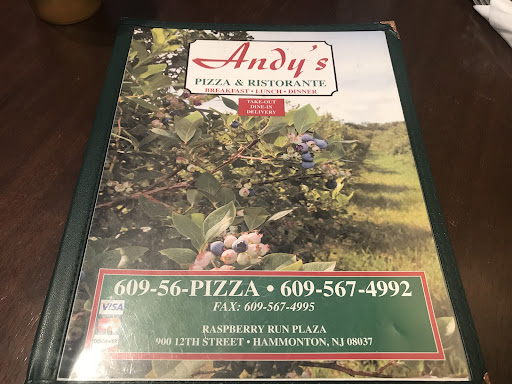 Andy's
PIZZA & RISTORANTE
BREAKFAST • LUNCH • DINNER
TAKE-OUT
DINE-IN
DELIVERY
609-56-PIZZA • 609-567-4992
FAX: 609-567-4995
VISA
RASPBERRY RUN PLAZA
DISCOVER
900 12TH STREET • HAMMONTON, NJ 08037